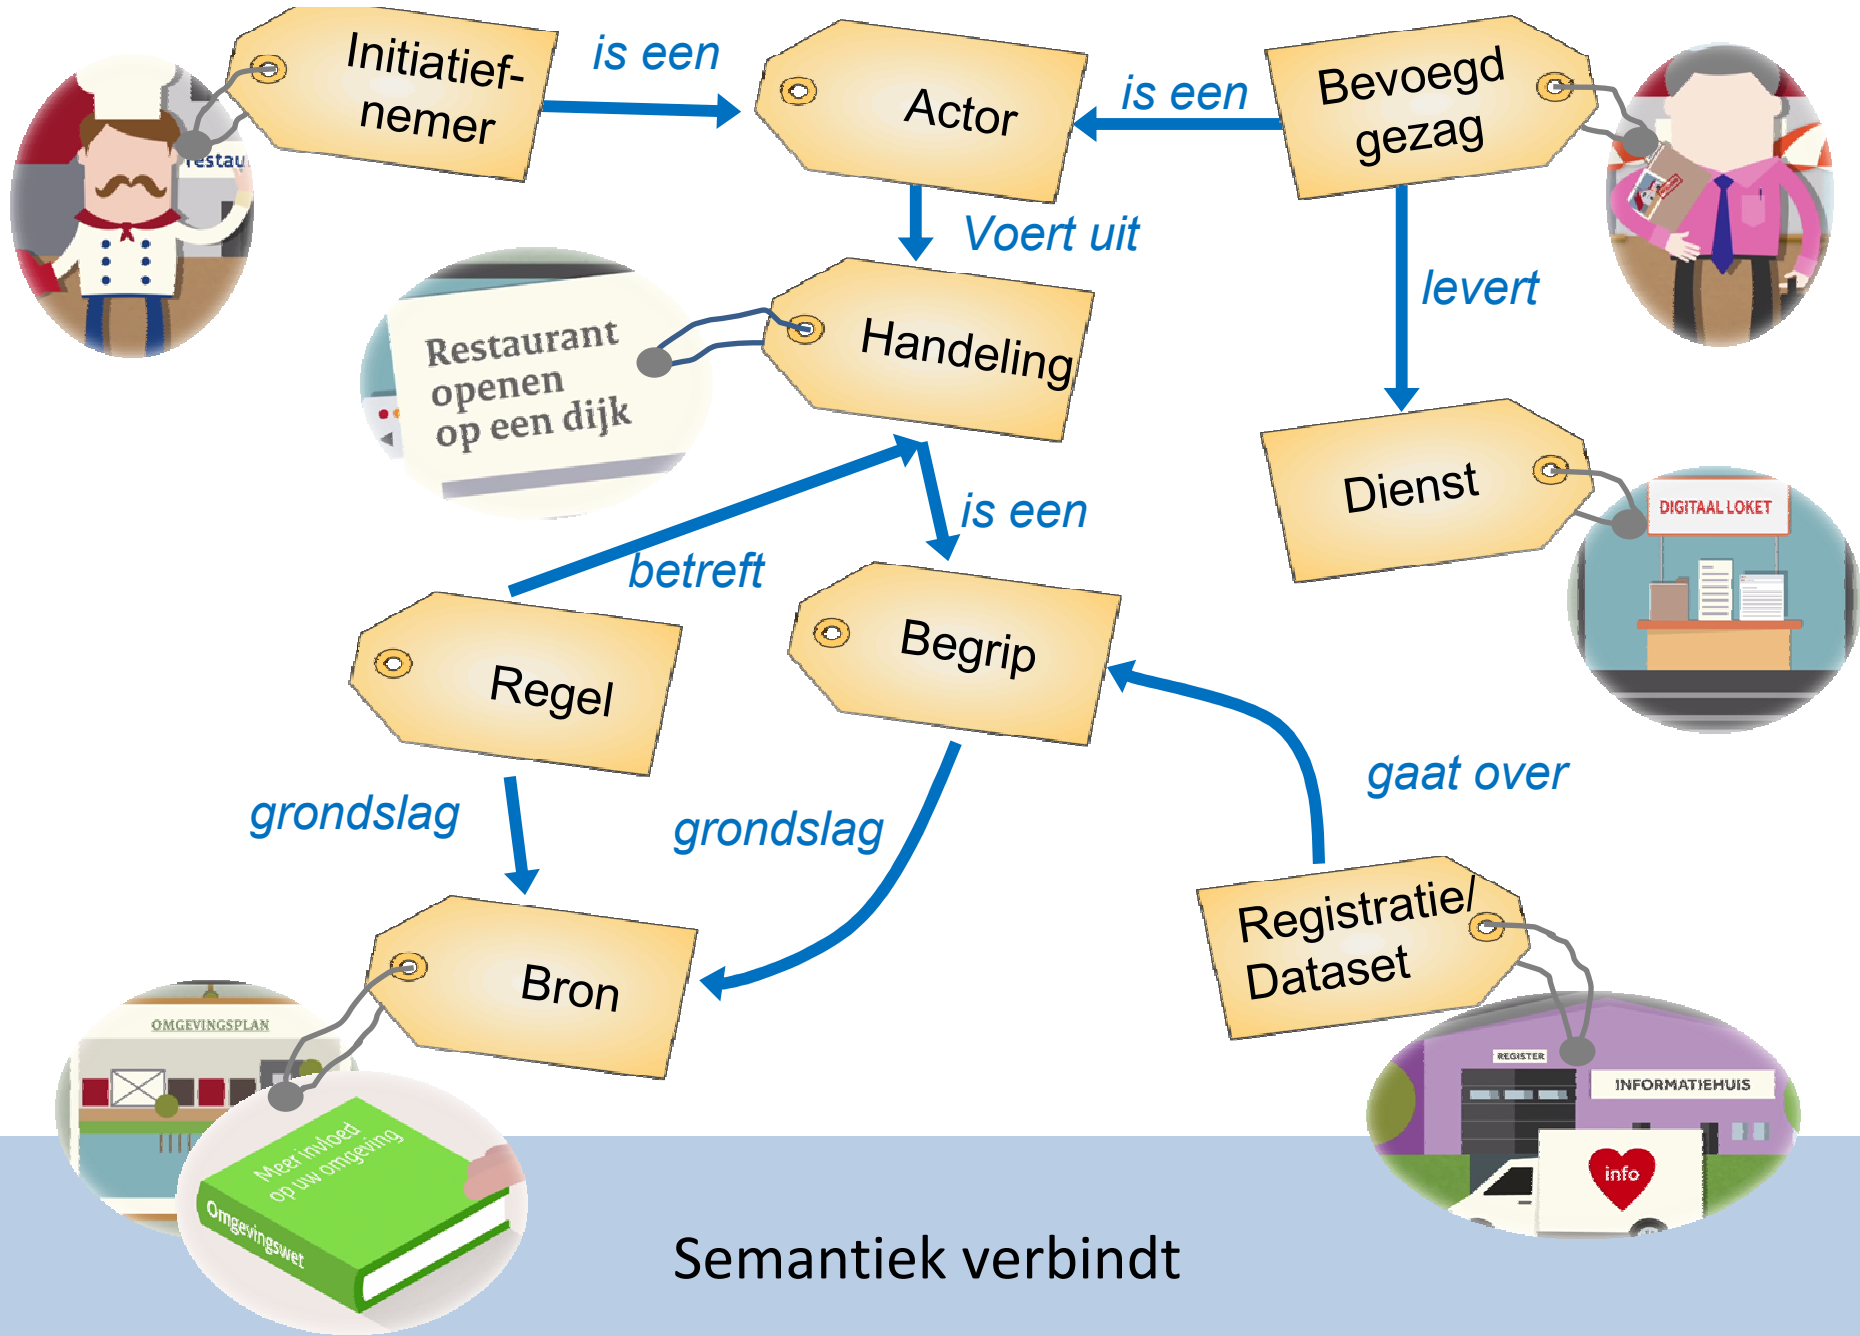 Initiatief-
nemer
is een
Actor
is een
Bevoegd
gezag
restau
Voert uit
levert
Restaurant
openen
op een dijk
Handeling
Dienst
DIGITAAL LOKET
is een
betreft
Regel
Begrip
gaat over
grondslag
grondslag
Registratie/
Dataset
Bron
OMGEVINGSPLAN
REGISTER
INFORMATIEHUIS
Meer invloed
op uw omgeving
Omgevingswet
info
Semantiek verbindt